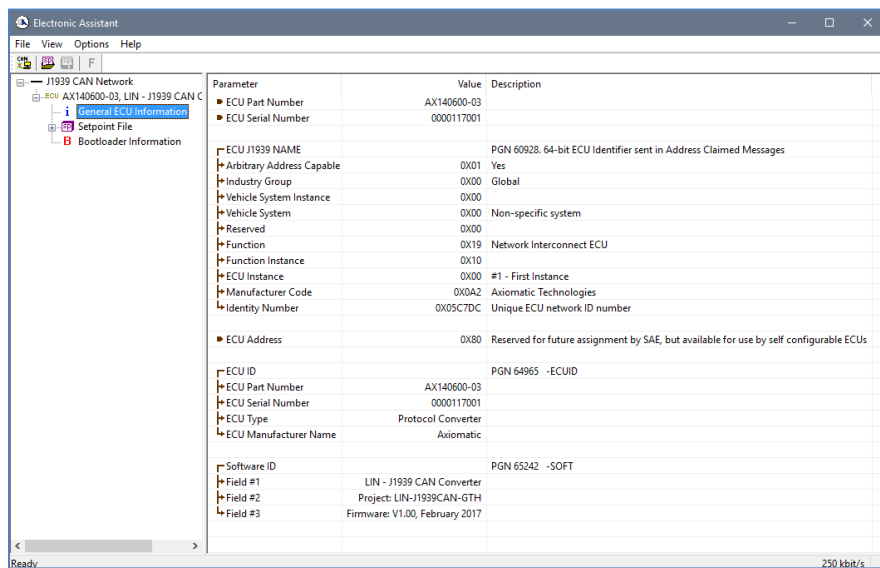 Electronic Assistant
File View Options Help
F
J1939 CAN Network
ECU AX140600-03, LIN - J1939 CAN C
i General ECU Information
SP Setpoint File
B Bootloader Information
Parameter Value Description
ECU Part Number AX140600-03
ECU Serial Number 0000117001
ECU J1939 NAME PGN 60928. 64-bit ECU Identifier sent in Address Claimed Messages
Arbitrary Address Capable 0X01 Yes
Industry Group 0X00 Global
Vehicle System Instance 0X00
Vehicle System 0X00 Non-specific system
Reserved 0X00
Function 0X19 Network Interconnect ECU
Function Instance 0X10
ECU Instance 0X00 #1 - First Instance
Manufacturer Code 0X0A2 Axiomatic Technologies
Identity Number 0X05C7DC Unique ECU network ID number
ECU Address 0X80 Reserved for future assignment by SAE, but available for use by self configurable ECUs
ECU ID PGN 64965 -ECUID
ECU Part Number AX140600-03
ECU Serial Number 0000117001
ECU Type Protocol Converter
ECU Manufacturer Name Axiomatic
Software ID PGN 65242 -SOFT
Field #1 LIN - J1939 CAN Converter
Field #2 Project: LIN-J1939CAN-GTH
Field #3 Firmware: V1.00, February 2017
Ready 250 kbit/s